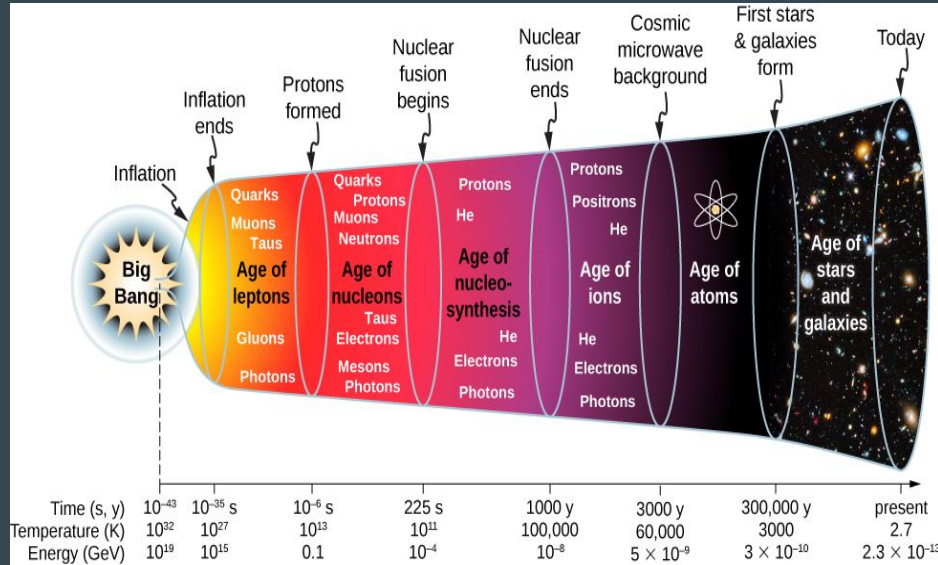 Inflation
Inflation
ends
Protons
formed
Nuclear
fusion
begins
Nuclear
fusion
ends
Cosmic
microwave
background
First stars
& galaxies
form
Today
Big
Bang
Quarks
Muons
Taus
Age of
leptons
Gluons
Photons
Quarks
Protons
Muons
Neutrons
Age of
nucleons
Taus
Electrons
Mesons
Photons
Protons
He
Age of
nucleo-
synthesis
He
Electrons
Photons
Protons
Positrons
He
Age of
ions
He
Electrons
Photons
Age of
atoms
Age of
stars
and
galaxies
Time (s, y) 10⁻⁴³ 10⁻³⁵ s 10⁻⁶ s 225 s 1000 y 3000 y 300,000 y present
Temperature (K) 10³² 10²⁷ 10¹³ 10¹¹ 100,000 60,000 3000 2.7
Energy (GeV) 10¹⁹ 10¹⁵ 0.1 10⁻⁴ 10⁻⁸ 5 × 10⁻⁹ 3 × 10⁻¹⁰ 2.3 × 10⁻¹³